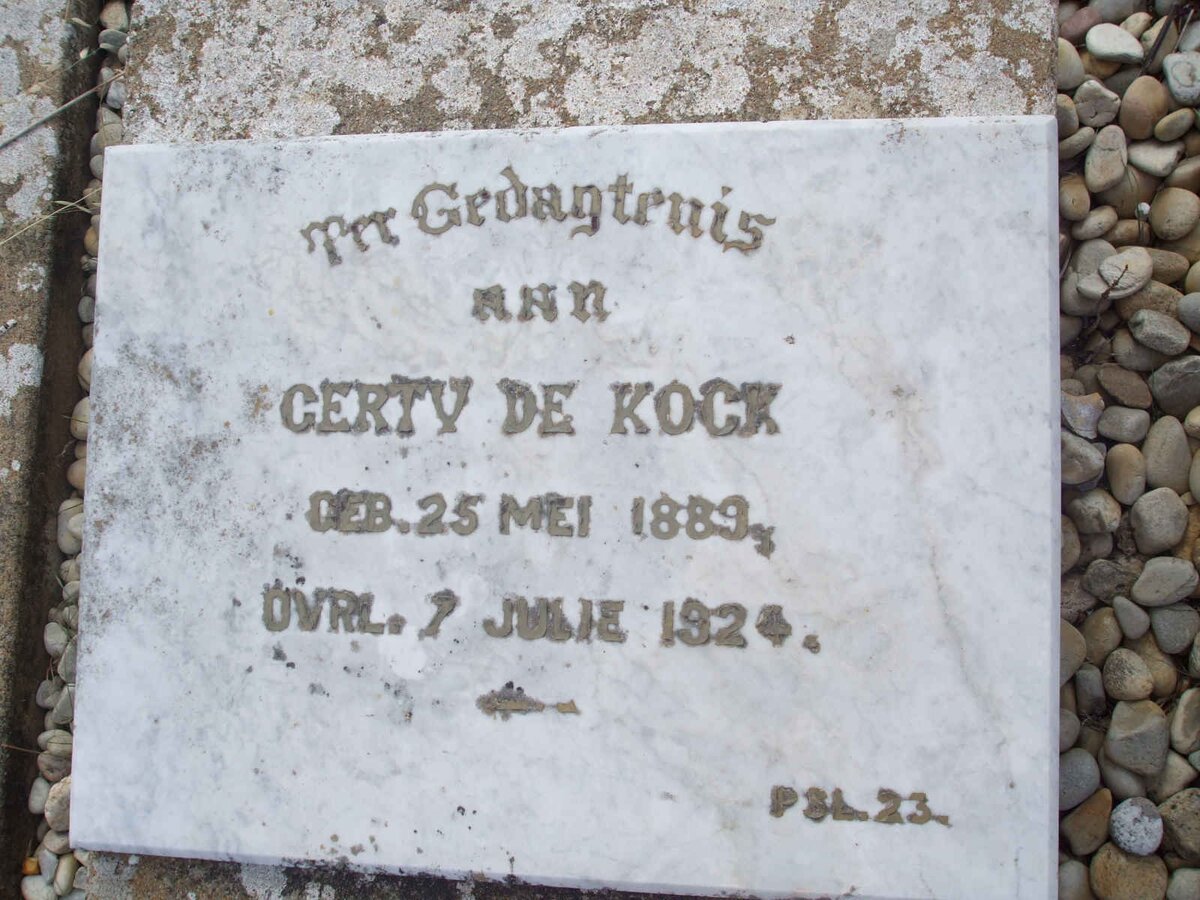 Ter Gedagtenis
AAN
GERTY DE KOCK
GEB. 25 MEI 1889,
OVRL. 7 JULIE 1924.
PSL. 23.